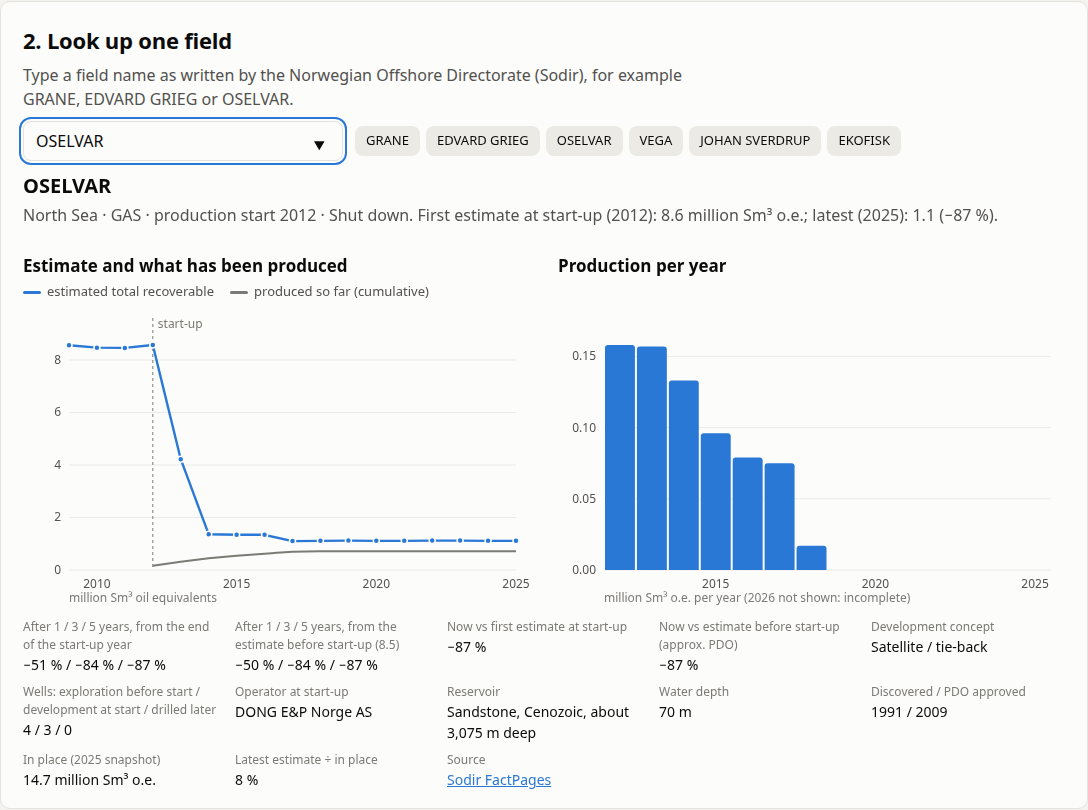 2. Look up one field
Type a field name as written by the Norwegian Offshore Directorate (Sodir), for example
GRANE, EDVARD GRIEG or OSELVAR.
OSELVAR ▼ GRANE EDVARD GRIEG OSELVAR VEGA JOHAN SVERDRUP EKOFISK
OSELVAR
North Sea · GAS · production start 2012 · Shut down. First estimate at start-up (2012): 8.6 million Sm³ o.e.; latest (2025): 1.1 (−87 %).
Estimate and what has been produced
estimated total recoverable produced so far (cumulative)
start-up
8
6
4
2
0
2010 2015 2020 2025
million Sm³ oil equivalents
Production per year
0.15
0.10
0.05
0.00
2015 2020 2025
million Sm³ o.e. per year (2026 not shown: incomplete)
After 1 / 3 / 5 years, from the end
of the start-up year
−51 % / −84 % / −87 %
After 1 / 3 / 5 years, from the
estimate before start-up (8.5)
−50 % / −84 % / −87 %
Now vs first estimate at start-up
−87 %
Now vs estimate before start-up
(approx. PDO)
−87 %
Development concept
Satellite / tie-back
Wells: exploration before start /
development at start / drilled later
4 / 3 / 0
Operator at start-up
DONG E&P Norge AS
Reservoir
Sandstone, Cenozoic, about
3,075 m deep
Water depth
70 m
Discovered / PDO approved
1991 / 2009
In place (2025 snapshot)
14.7 million Sm³ o.e.
Latest estimate ÷ in place
8 %
Source
Sodir FactPages